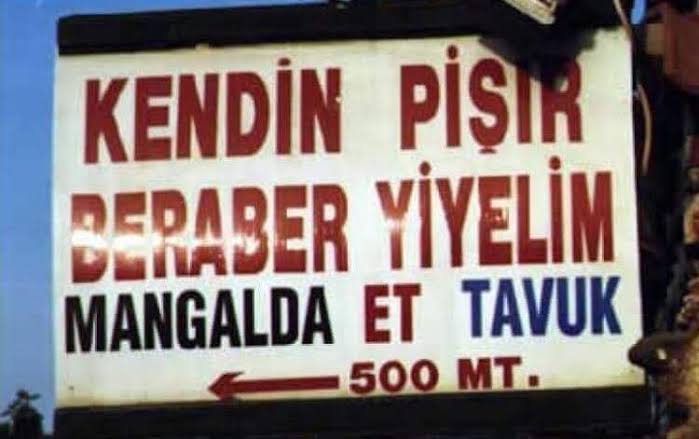 KENDİN PİŞİR
BERABER YİYELİM
MANGALDA ET TAVUK
500 MT.